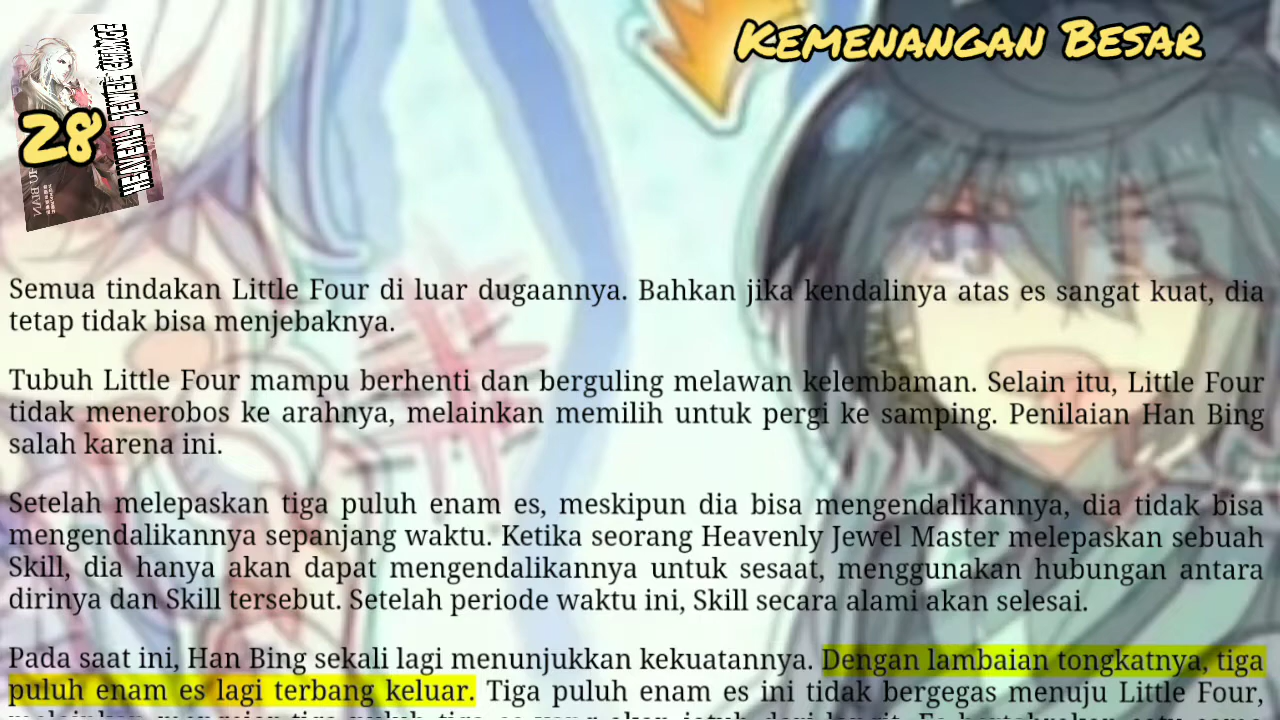 Kemenangan Besar
HEAVENLY JEWEL CHANGE
28
Semua tindakan Little Four di luar dugaannya. Bahkan jika kendalinya atas es sangat kuat, dia
tetap tidak bisa menjebaknya.
Tubuh Little Four mampu berhenti dan berguling melawan kelembaman. Selain itu, Little Four
tidak menerobos ke arahnya, melainkan memilih untuk pergi ke samping. Penilaian Han Bing
salah karena ini.
Setelah melepaskan tiga puluh enam es, meskipun dia bisa mengendalikannya, dia tidak bisa
mengendalikannya sepanjang waktu. Ketika seorang Heavenly Jewel Master melepaskan sebuah
Skill, dia hanya akan dapat mengendalikannya untuk sesaat, menggunakan hubungan antara
dirinya dan Skill tersebut. Setelah periode waktu ini, Skill secara alami akan selesai.
Pada saat ini, Han Bing sekali lagi menunjukkan kekuatannya. Dengan lambaian tongkatnya, tiga
puluh enam es lagi terbang keluar. Tiga puluh enam es ini tidak bergegas menuju Little Four,